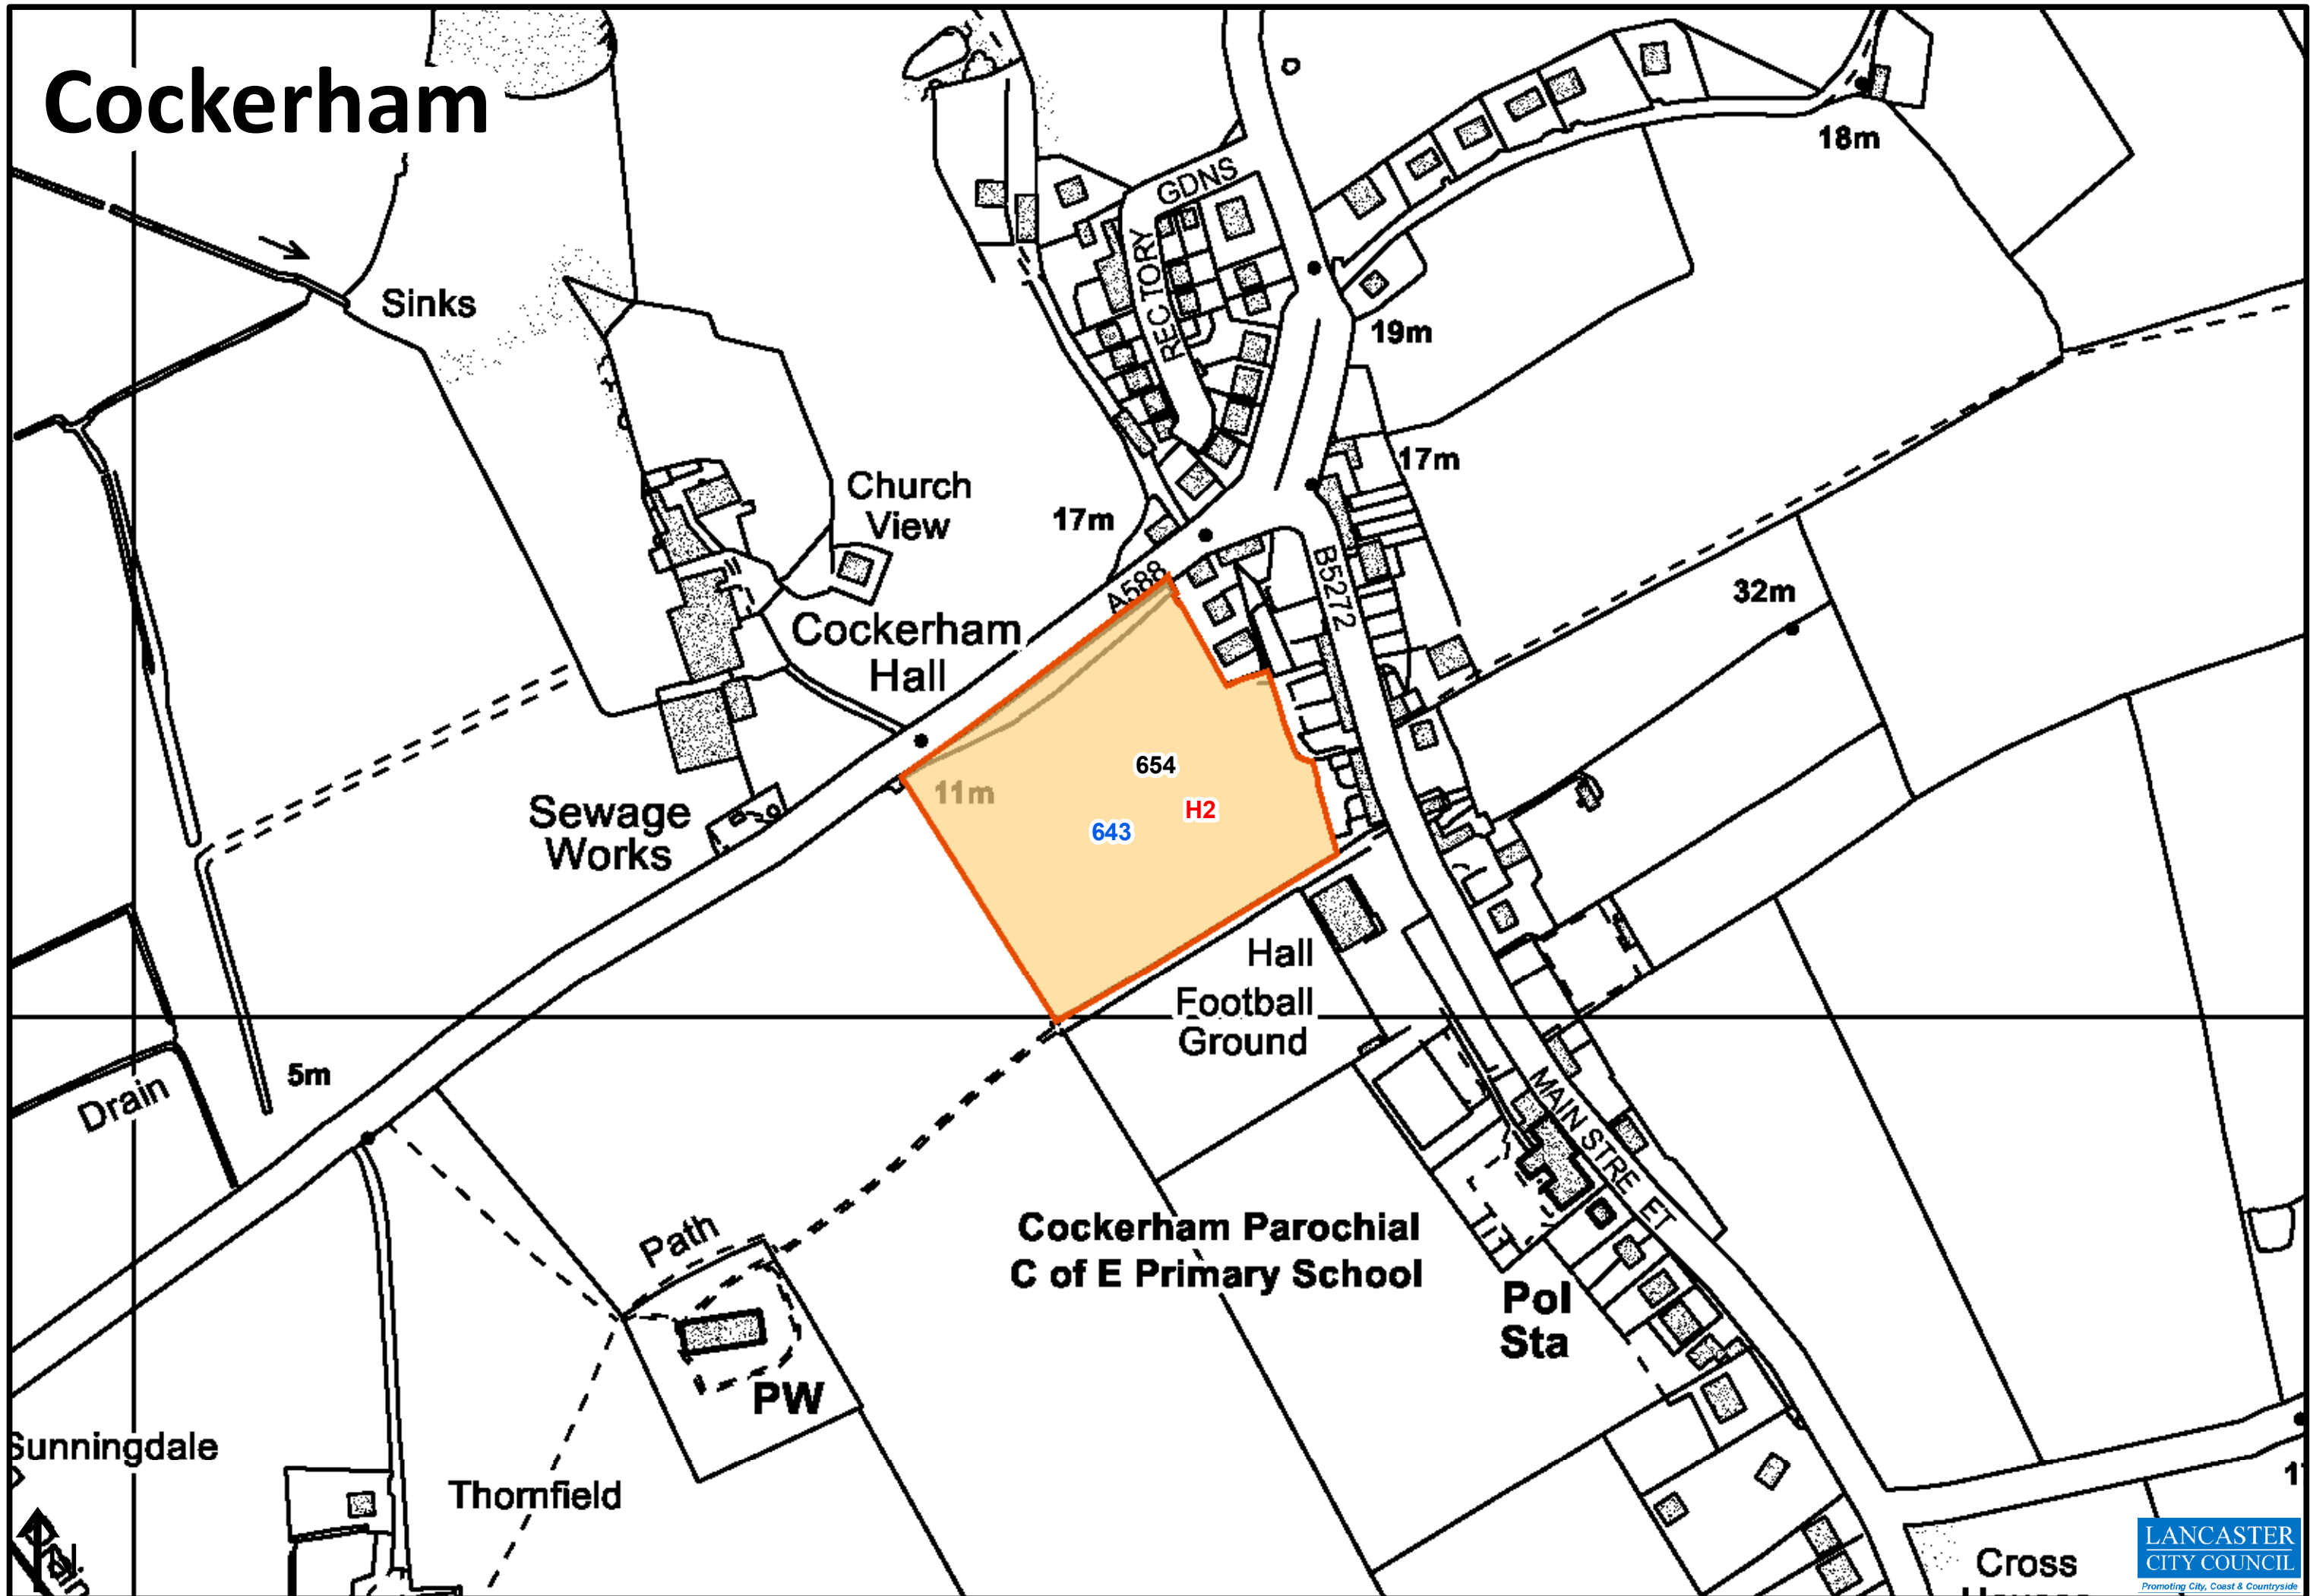 Cockerham
GDNS
18m
RECTORY
Sinks
19m
17m
Church
View
17m
A588
B5272
32m
Cockerham
Hall
654
11m
H2
643
Sewage
Works
Hall
Football
Ground
5m
Drain
MAIN STREET
Path
Cockerham Parochial
C of E Primary School
Pol
Sta
PW
Sunningdale
Thornfield
N
LANCASTER
CITY COUNCIL
Promoting City, Coast & Countryside
Cross